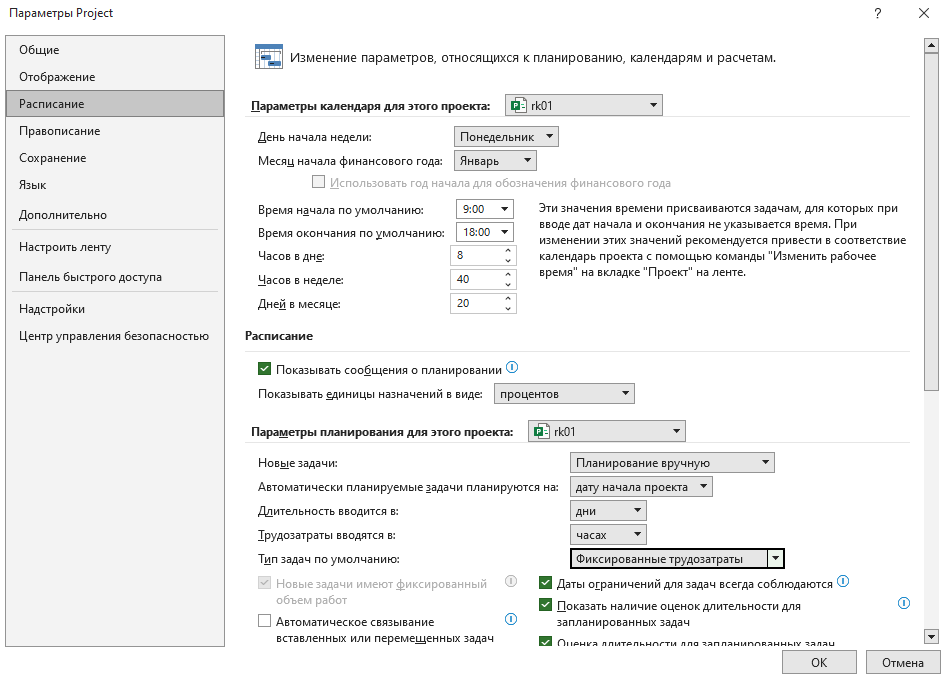 Параметры Project
?
Общие
Отображение
Расписание
Правописание
Сохранение
Язык
Дополнительно
Настроить ленту
Панель быстрого доступа
Надстройки
Центр управления безопасностью
Изменение параметров, относящихся к планированию, календарям и расчетам.
Параметры календаря для этого проекта: rk01
День начала недели: Понедельник
Месяц начала финансового года: Январь
Использовать год начала для обозначения финансового года
Время начала по умолчанию: 9:00
Время окончания по умолчанию: 18:00
Часов в дне: 8
Часов в неделе: 40
Дней в месяце: 20
Эти значения времени присваиваются задачам, для которых при
вводе дат начала и окончания не указывается время. При
изменении этих значений рекомендуется привести в соответствие
календарь проекта с помощью команды "Изменить рабочее
время" на вкладке "Проект" на ленте.
Расписание
Показывать сообщения о планировании
Показывать единицы назначений в виде: процентов
Параметры планирования для этого проекта: rk01
Новые задачи: Планирование вручную
Автоматически планируемые задачи планируются на: дату начала проекта
Длительность вводится в: дни
Трудозатраты вводятся в: часах
Тип задач по умолчанию: Фиксированные трудозатраты
Новые задачи имеют фиксированный
объем работ
Автоматическое связывание
вставленных или перемещенных задач
Даты ограничений для задач всегда соблюдаются
Показать наличие оценок длительности для
запланированных задач
Оценка длительности для запланированных задач
ОК
Отмена